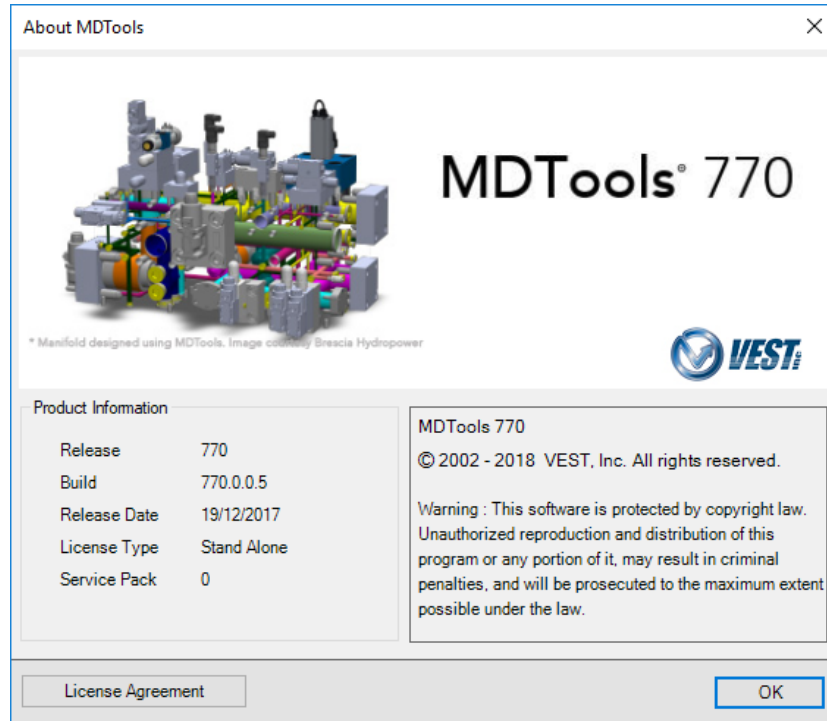 About MDTools
MDTools® 770
* Manifold designed using MDTools. Image courtesy Brescia Hydropower
VEST inc
Product Information
Release 770
Build 770.0.0.5
Release Date 19/12/2017
License Type Stand Alone
Service Pack 0
MDTools 770
© 2002 - 2018 VEST, Inc. All rights reserved.
Warning : This software is protected by copyright law.
Unauthorized reproduction and distribution of this
program or any portion of it, may result in criminal
penalties, and will be prosecuted to the maximum extent
possible under the law.
License Agreement
OK